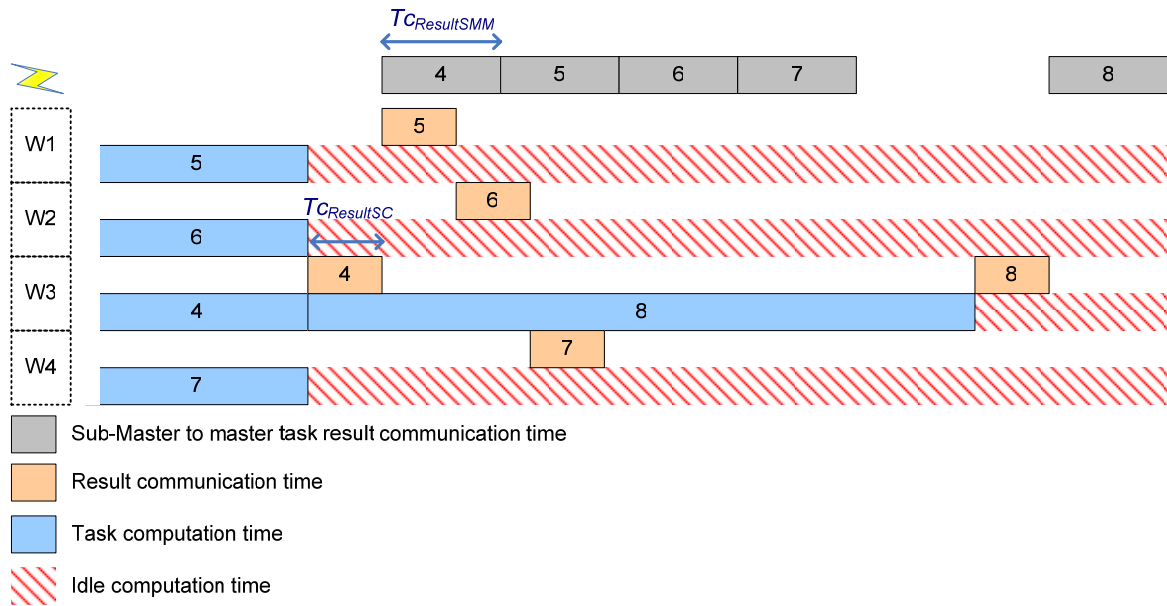 Tc_ResultSMM
4 5 6 7 8
W1
5
5
W2
6
Tc_ResultSC
6
W3
4 8
4 8
W4
7
7
Sub-Master to master task result communication time
Result communication time
Task computation time
Idle computation time